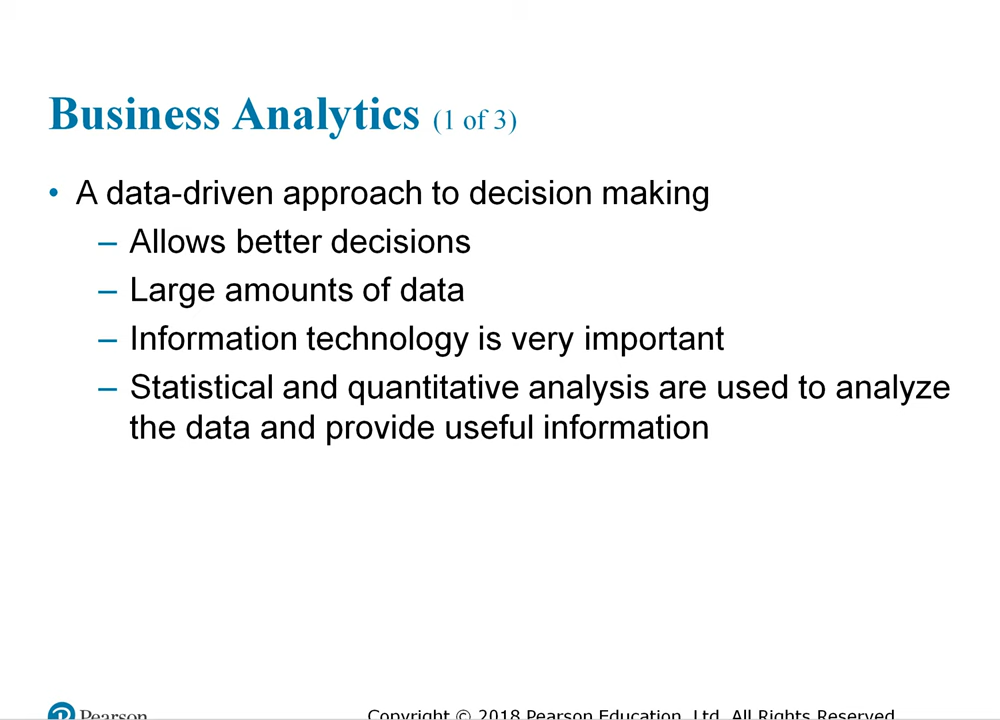 Business Analytics (1 of 3)
• A data-driven approach to decision making
– Allows better decisions
– Large amounts of data
– Information technology is very important
– Statistical and quantitative analysis are used to analyze
the data and provide useful information
Pearson
Copyright © 2018 Pearson Education, Ltd. All Rights Reserved